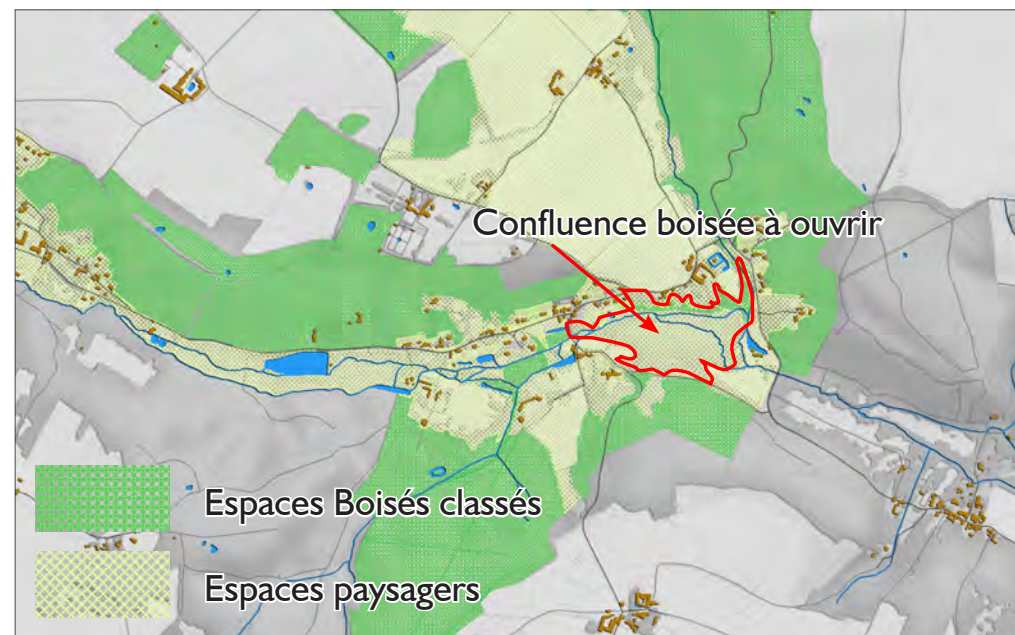 Confluence boisée à ouvrir
Espaces Boisés classés
Espaces paysagers